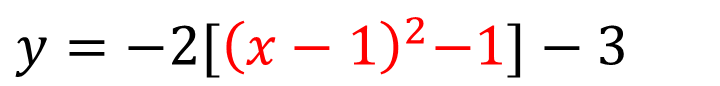 y = −2[(x − 1)²−1] − 3